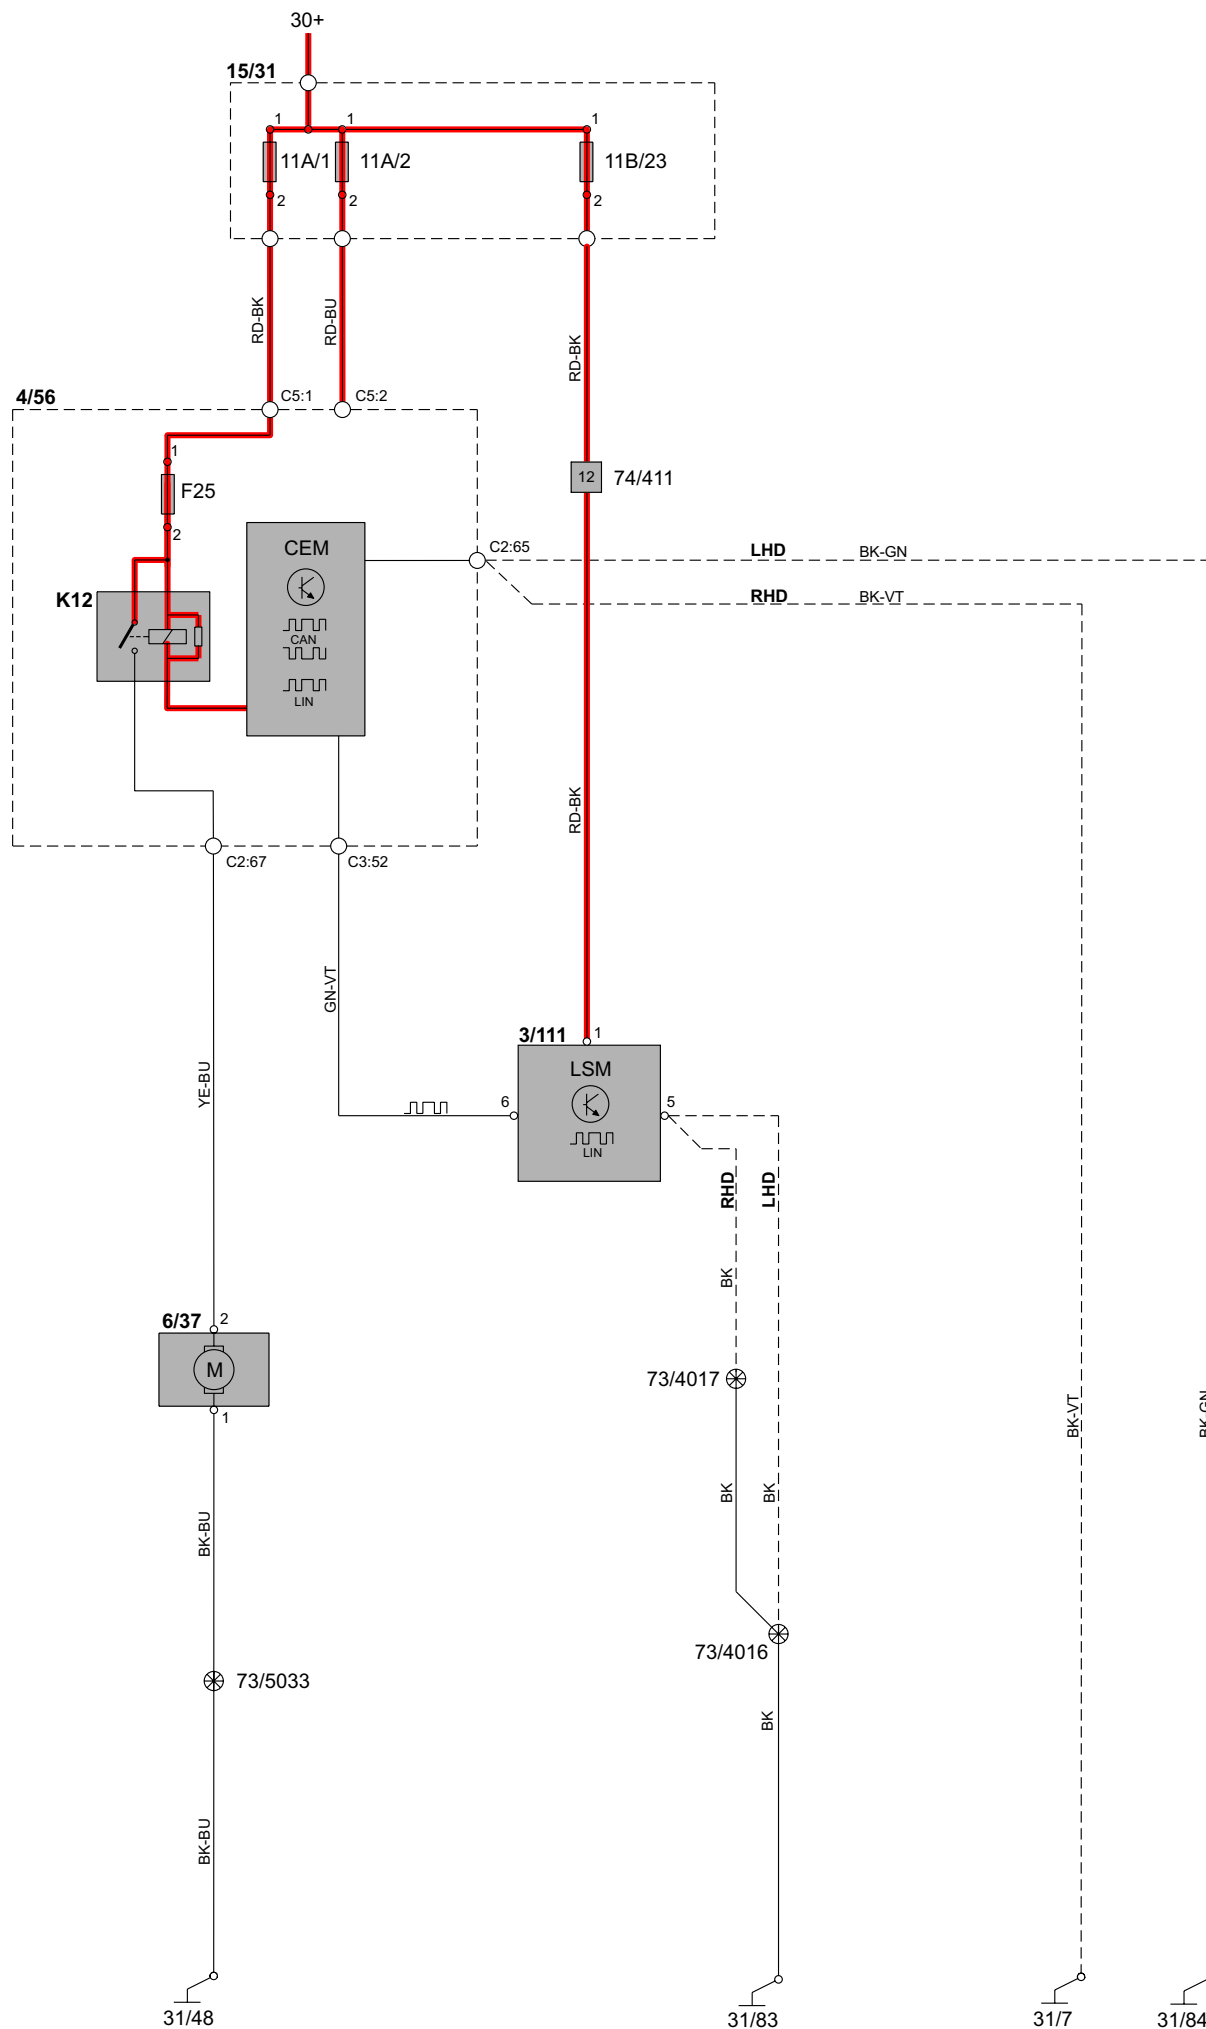 30+
15/31
1
1
1
11A/1
11A/2
11B/23
2
2
2
RD-BK
RD-BU
RD-BK
4/56
C5:1
C5:2
1
F25
2
12
74/411
CEM
CAN
LIN
C2:65
LHD
BK-GN
RHD
BK-VT
K12
RD-BK
C2:67
C3:52
GN-VT
YE-BU
3/111
1
LSM
LIN
6
5
RHD
LHD
BK
6/37
2
M
1
73/4017
BK-VT
BK-GN
BK
BK
BK-BU
73/4016
73/5033
BK
BK-BU
31/48
31/83
31/7
31/84